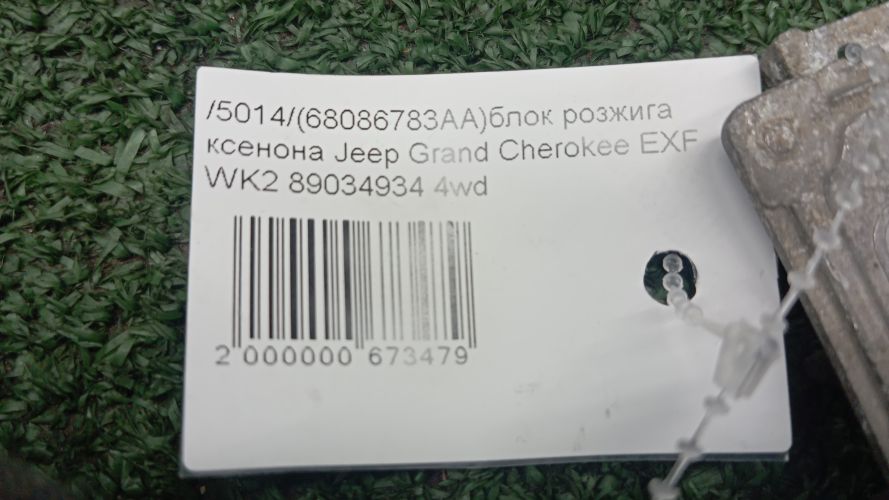 /5014/(68086783AA)блок розжига
ксенона Jeep Grand Cherokee EXF
WK2 89034934 4wd
2 000000 673479